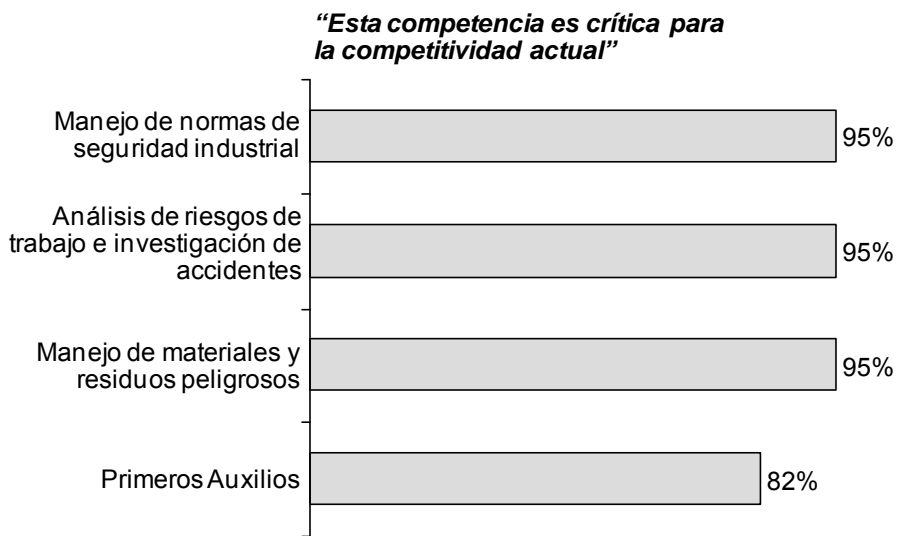 “Esta competencia es crítica para
la competitividad actual”
Manejo de normas de
seguridad industrial
95%
Análisis de riesgos de
trabajo e investigación de
accidentes
95%
Manejo de materiales y
residuos peligrosos
95%
Primeros Auxilios
82%